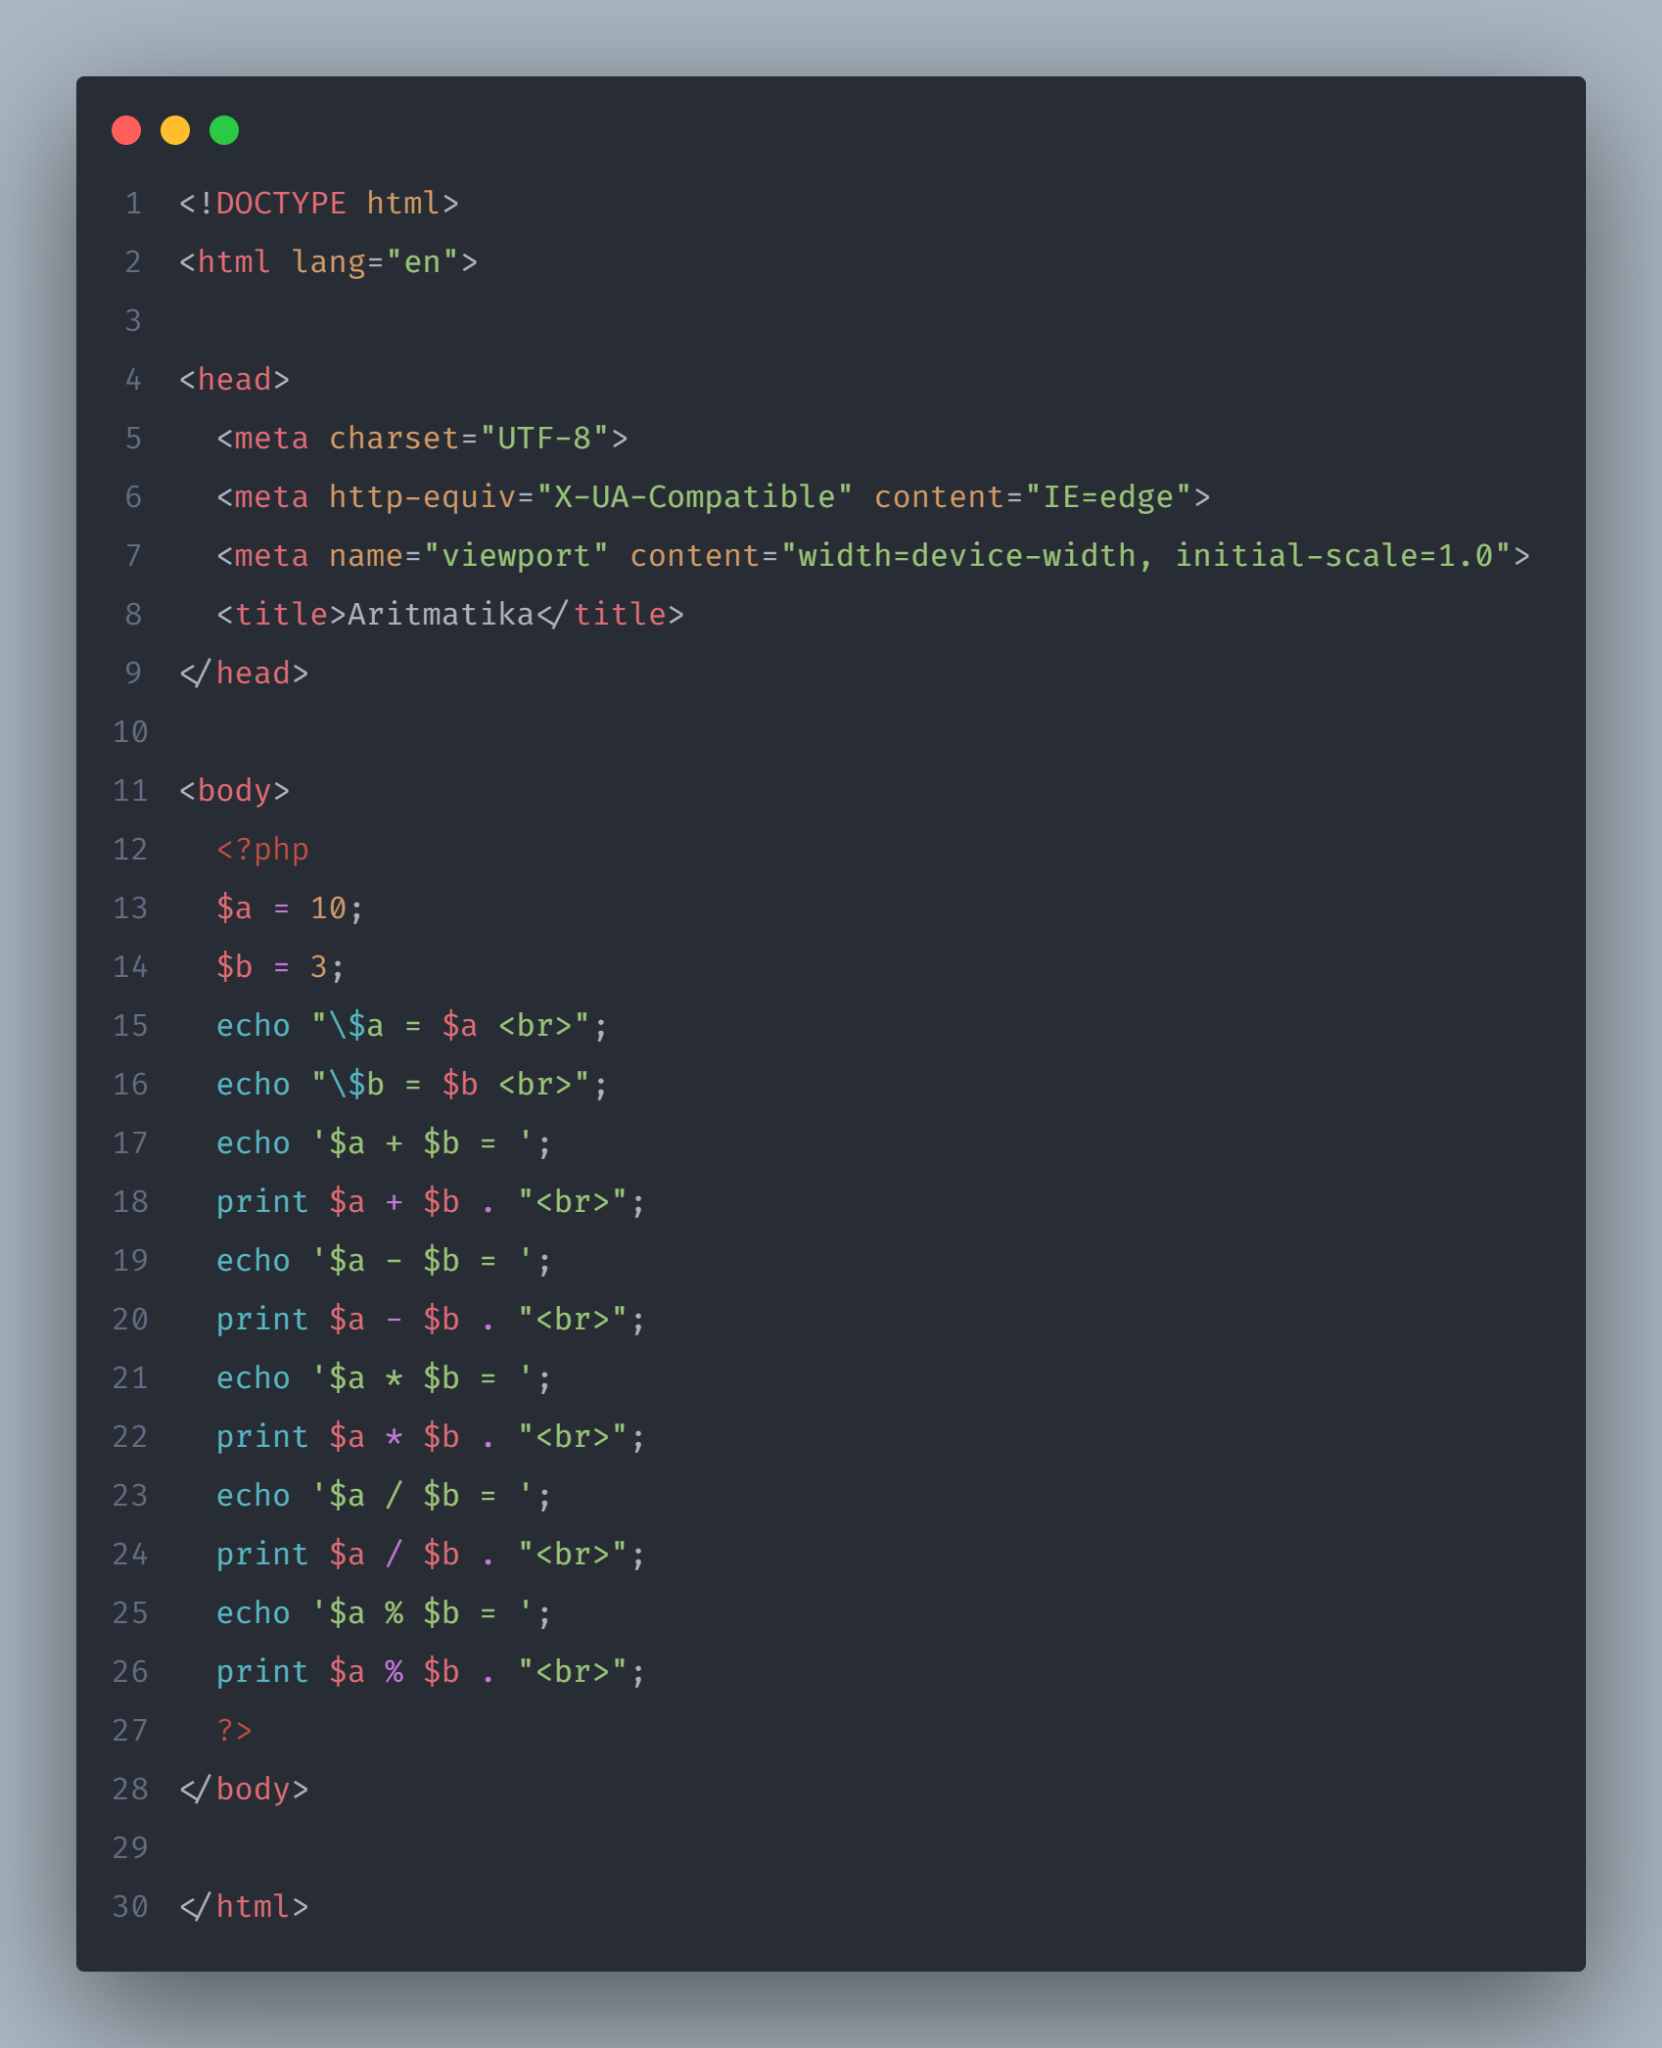 1 <!DOCTYPE html>
2 <html lang="en">
3
4 <head>
5   <meta charset="UTF-8">
6   <meta http-equiv="X-UA-Compatible" content="IE=edge">
7   <meta name="viewport" content="width=device-width, initial-scale=1.0">
8   <title>Aritmatika</title>
9 </head>
10
11 <body>
12   <?php
13   $a = 10;
14   $b = 3;
15   echo "\$a = $a <br>";
16   echo "\$b = $b <br>";
17   echo '$a + $b = ';
18   print $a + $b . "<br>";
19   echo '$a - $b = ';
20   print $a - $b . "<br>";
21   echo '$a * $b = ';
22   print $a * $b . "<br>";
23   echo '$a / $b = ';
24   print $a / $b . "<br>";
25   echo '$a % $b = ';
26   print $a % $b . "<br>";
27   ?>
28 </body>
29
30 </html>